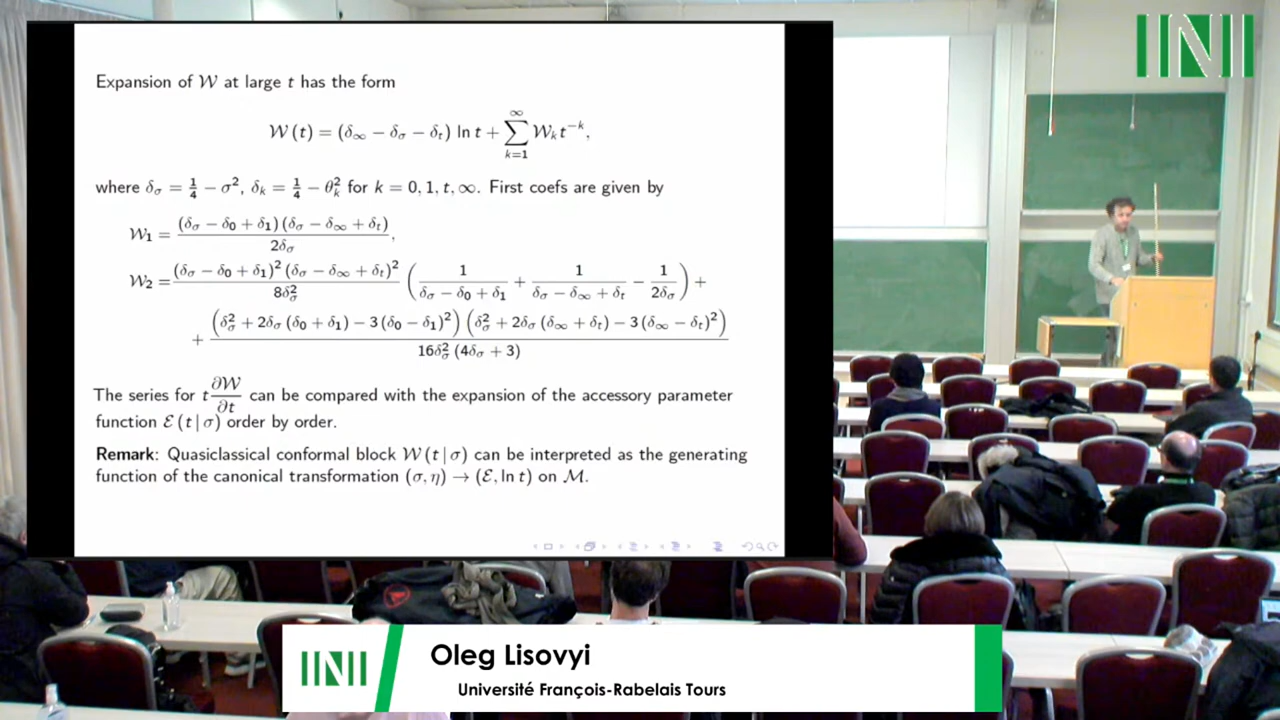 Expansion of 𝒲 at large t has the form
𝒲(t) = (δ∞ − δσ − δt) ln t + ∑_{k=1}^{∞} 𝒲k t^{−k},
where δσ = 1/4 − σ², δk = 1/4 − θk² for k = 0, 1, t, ∞. First coefs are given by
𝒲1 = (δσ − δ0 + δ1)(δσ − δ∞ + δt) / 2δσ,
𝒲2 = (δσ − δ0 + δ1)² (δσ − δ∞ + δt)² / 8δσ² ( 1/(δσ − δ0 + δ1) + 1/(δσ − δ∞ + δt) − 1/2δσ ) +
+ (δσ² + 2δσ(δ0 + δ1) − 3(δ0 − δ1)²)(δσ² + 2δσ(δ∞ + δt) − 3(δ∞ − δt)²) / 16δσ²(4δσ + 3)
The series for t ∂𝒲/∂t can be compared with the expansion of the accessory parameter
function ℰ(t|σ) order by order.
Remark: Quasiclassical conformal block 𝒲(t|σ) can be interpreted as the generating
function of the canonical transformation (σ, η) → (ℰ, ln t) on ℳ.
INI
INI
Oleg Lisovyi
Université François-Rabelais Tours